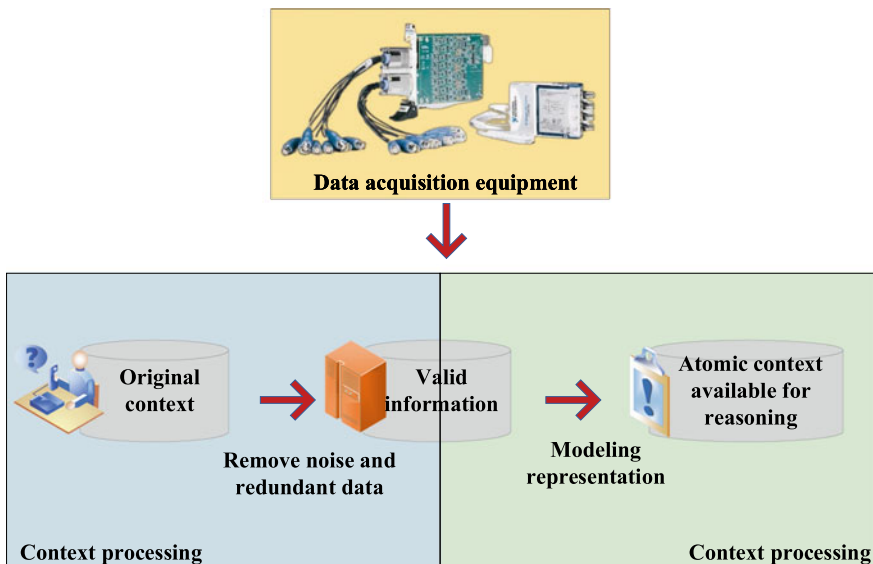 Data acquisition equipment
Original
context
Valid
information
Atomic context
available for
reasoning
Remove noise and
redundant data
Modeling
representation
Context processing
Context processing